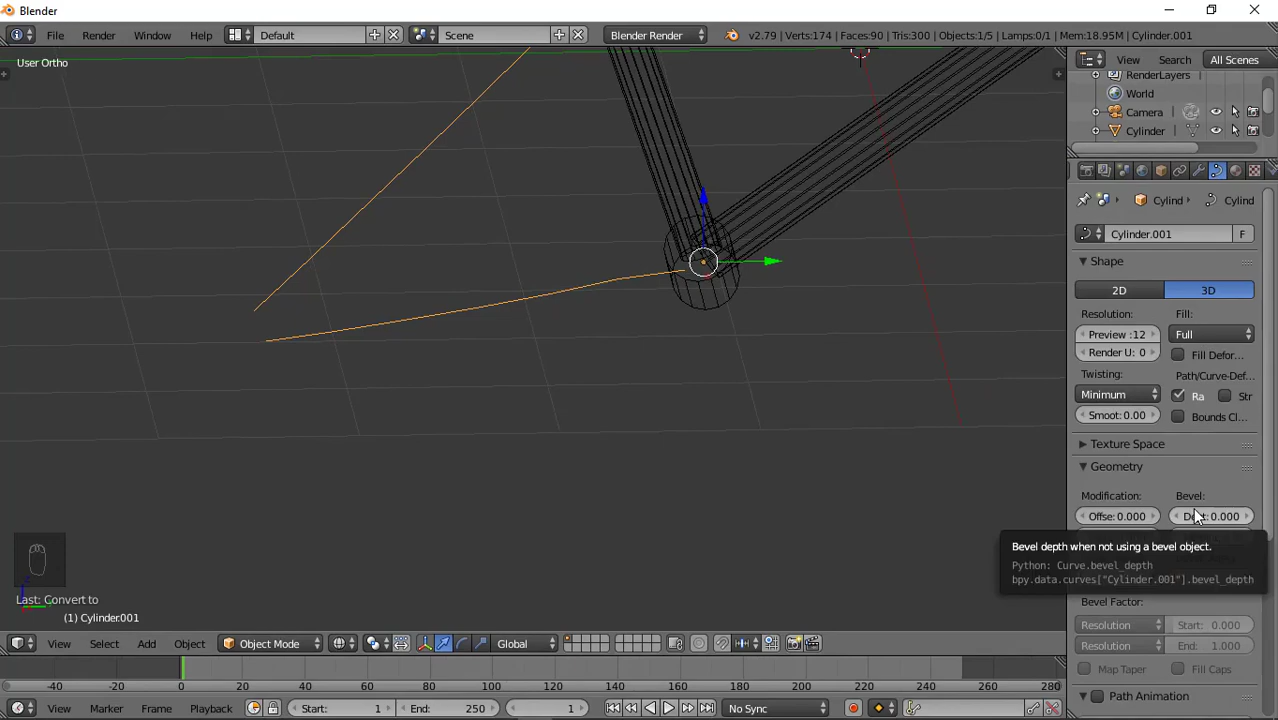 Blender
File Render Window Help Default Scene Blender Render v2.79 | Verts:174 | Faces:90 | Tris:300 | Objects:1/5 | Lamps:0/1 | Mem:18.95M | Cylinder.001
User Ortho
View Search All Scenes
RenderLayers
World
Camera
Cylinder
Cylind Cylind
Cylinder.001 F
Shape
2D 3D
Resolution: Fill:
Preview :12 Full
Render U: 0 Fill Defor...
Twisting: Path/Curve-Def...
Minimum Ra Str
Smoot: 0.00 Bounds Cl...
Texture Space
Geometry
Modification: Bevel:
Offse: 0.000 Dept: 0.000
Bevel depth when not using a bevel object.
Python: Curve.bevel_depth
bpy.data.curves["Cylinder.001"].bevel_depth
Bevel Factor:
Resolution Start: 0.000
Resolution End: 1.000
Map Taper Fill Caps
Path Animation
Last: Convert to
(1) Cylinder.001
View Select Add Object Object Mode Global
-40 -20 0 20 40 60 80 100 120 140 160 180 200 220 240 260 280
View Marker Frame Playback Start: 1 End: 250 1 No Sync